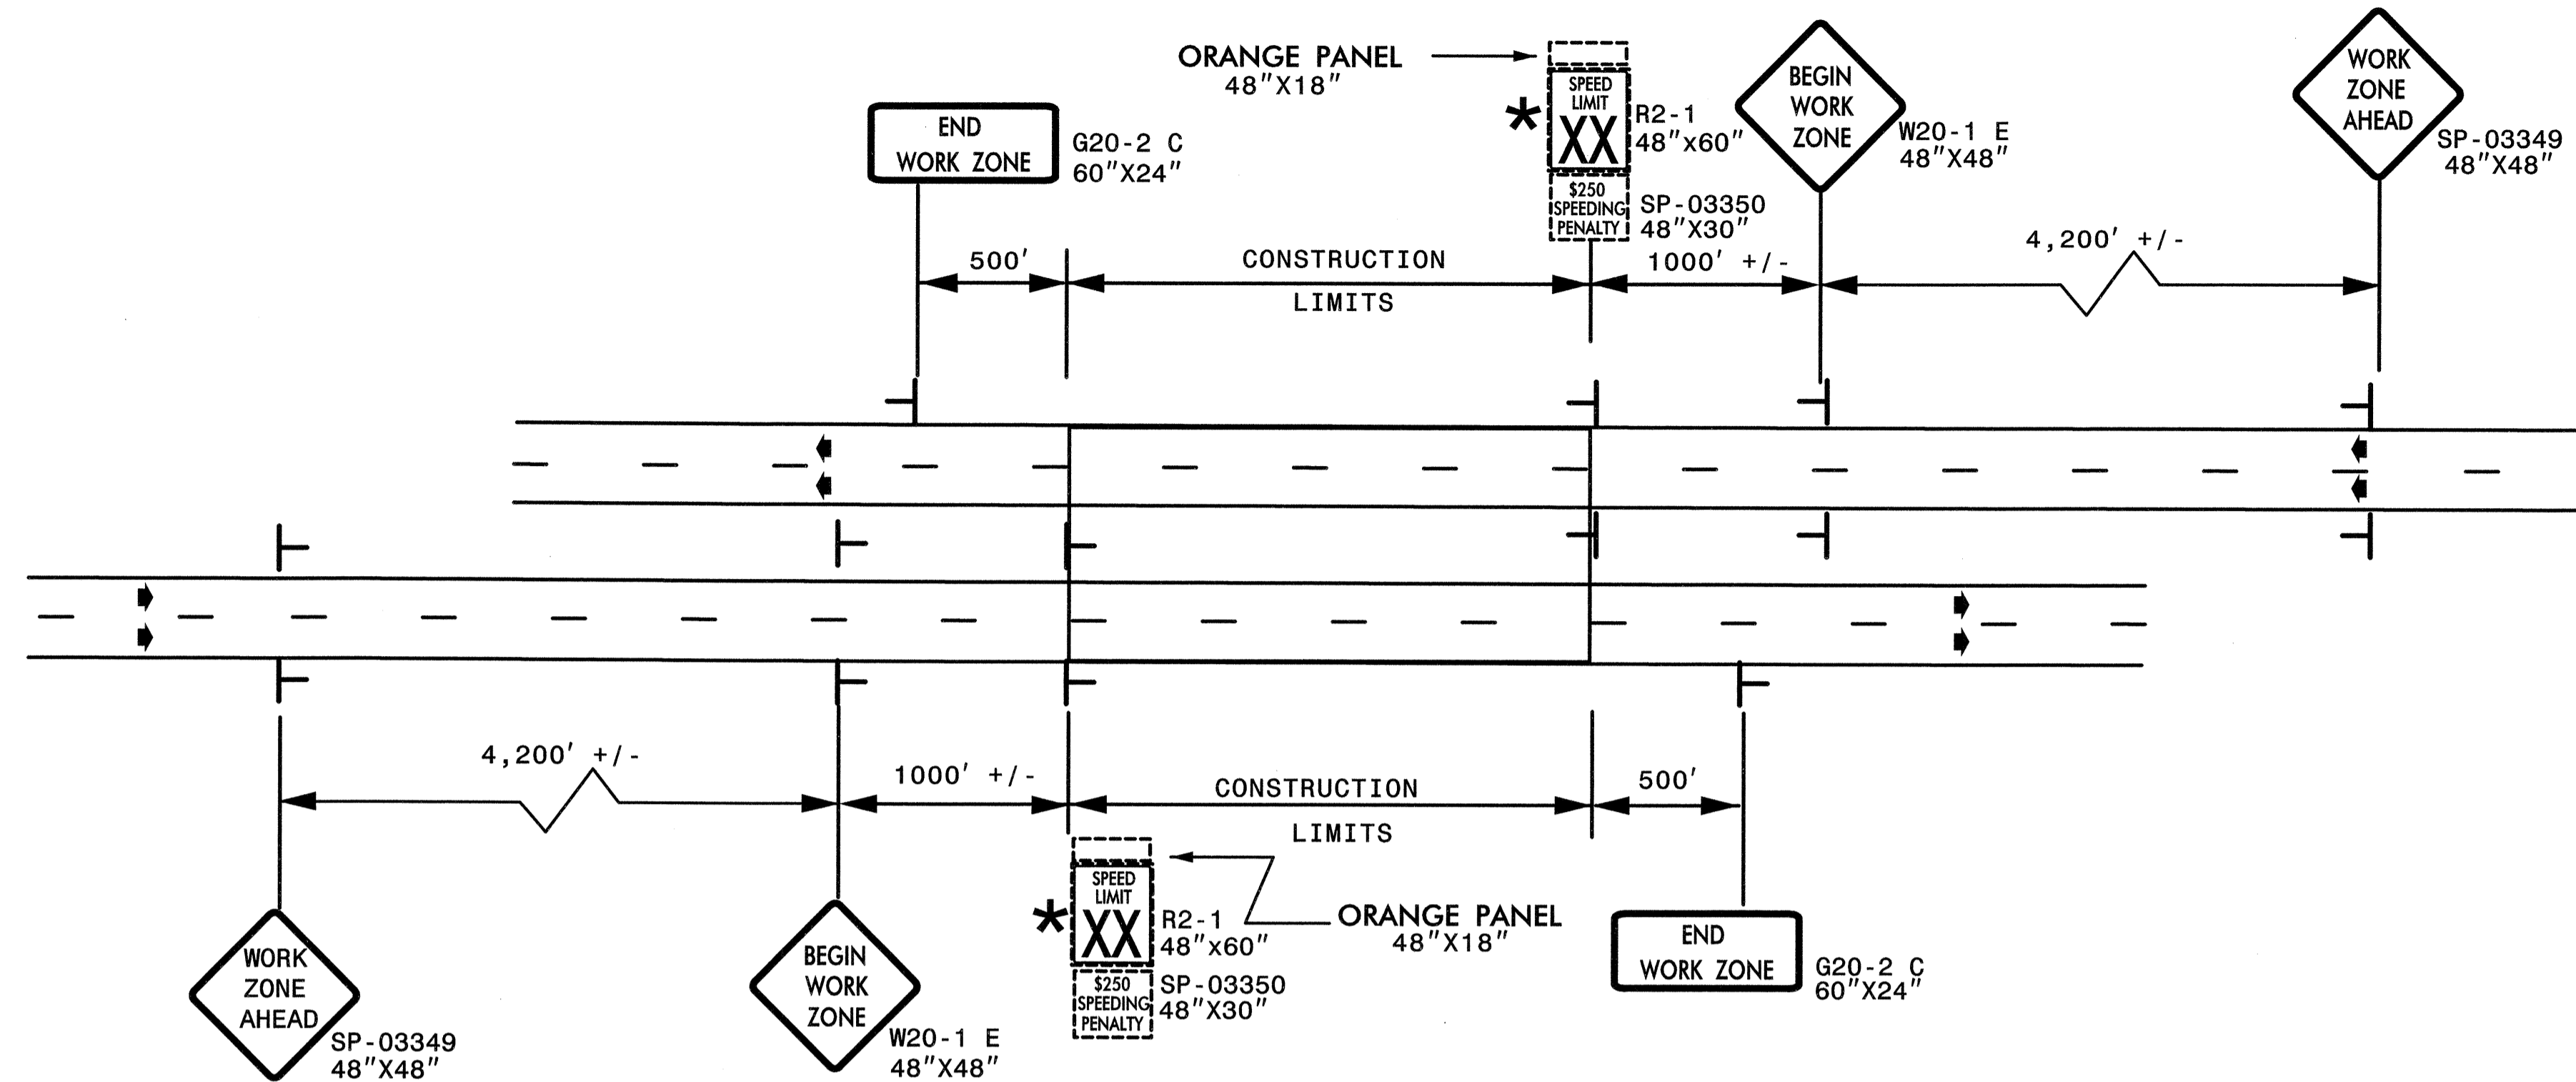 ORANGE PANEL
48"X18"
END
WORK ZONE
G20-2 C
60"X24"
*
SPEED
LIMIT
XX
R2-1
48"x60"
$250
SPEEDING
PENALTY
SP-03350
48"X30"
BEGIN
WORK
ZONE
W20-1 E
48"X48"
WORK
ZONE
AHEAD
SP-03349
48"X48"
500'
CONSTRUCTION
LIMITS
1000' +/-
4,200' +/-
4,200' +/-
1000' +/-
CONSTRUCTION
LIMITS
500'
WORK
ZONE
AHEAD
SP-03349
48"X48"
BEGIN
WORK
ZONE
W20-1 E
48"X48"
*
SPEED
LIMIT
XX
R2-1
48"x60"
$250
SPEEDING
PENALTY
SP-03350
48"X30"
ORANGE PANEL
48"X18"
END
WORK ZONE
G20-2 C
60"X24"